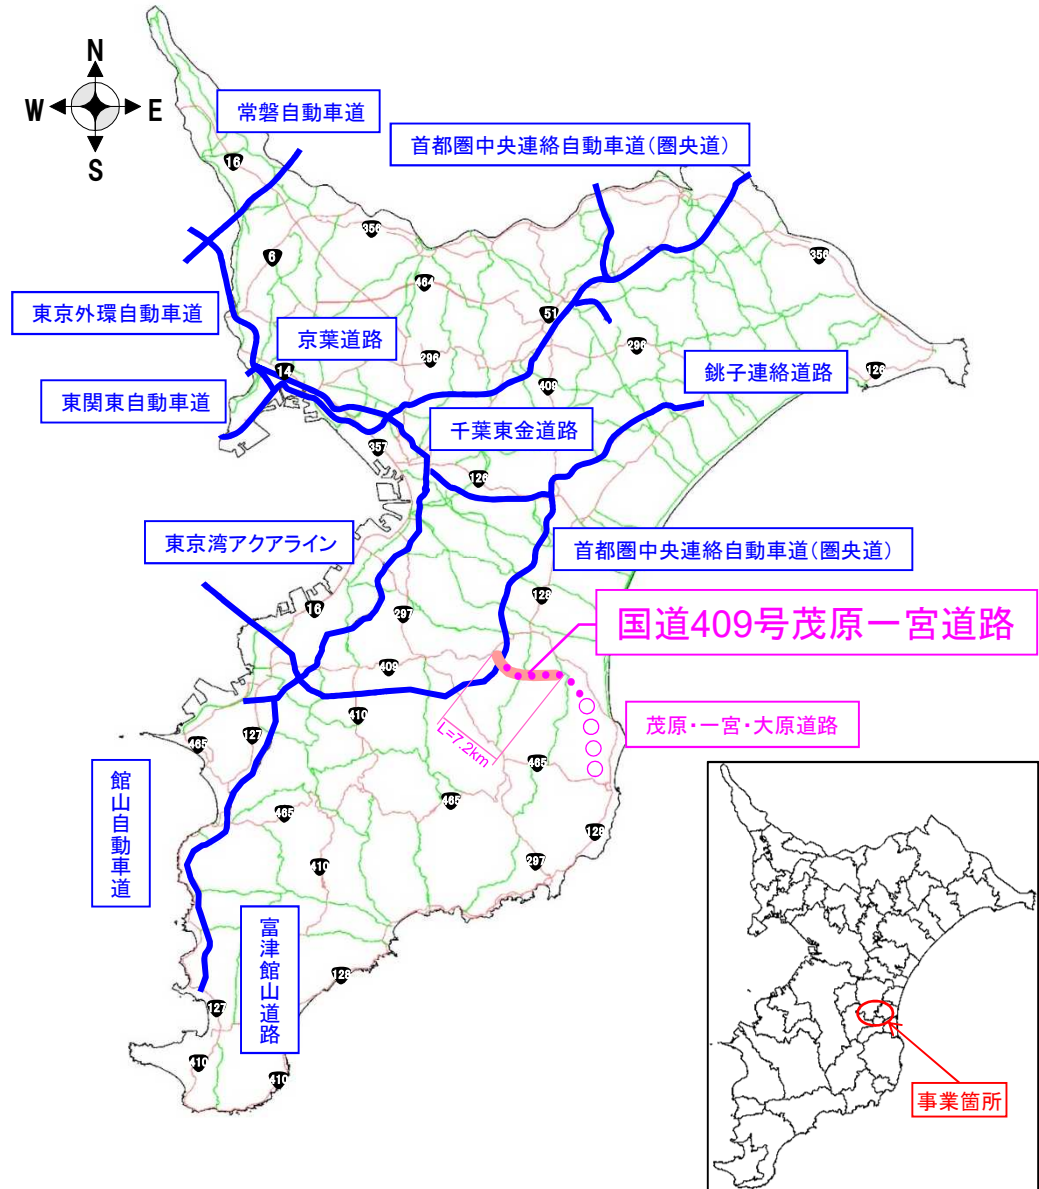 N
W
E
S
常磐自動車道
首都圏中央連絡自動車道(圏央道)
16
356
6
356
464
東京外環自動車道
51
京葉道路
296
296
銚子連絡道路
14
126
409
東関東自動車道
千葉東金道路
357
126
東京湾アクアライン
首都圏中央連絡自動車道(圏央道)
128
16
297
国道409号茂原一宮道路
409
410
茂原・一宮・大原道路
127
465
L=7.2km
465
館山自動車道
465
465
128
297
410
富津館山道路
128
127
410
410
事業箇所